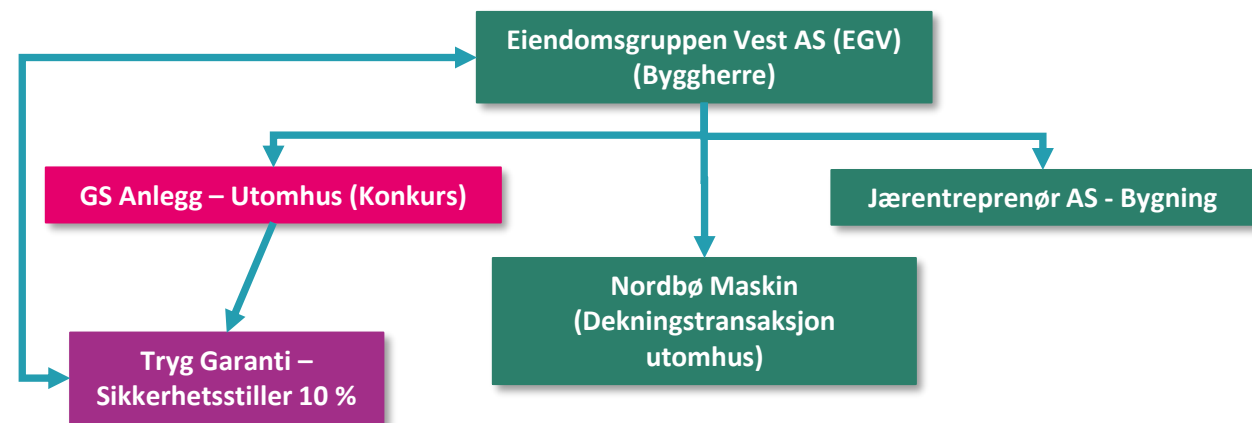 Eiendomsgruppen Vest AS (EGV)
(Byggherre)
GS Anlegg – Utomhus (Konkurs)
Jærentreprenør AS - Bygning
Nordbø Maskin
(Dekningstransaksjon
utomhus)
Tryg Garanti –
Sikkerhetsstiller 10 %